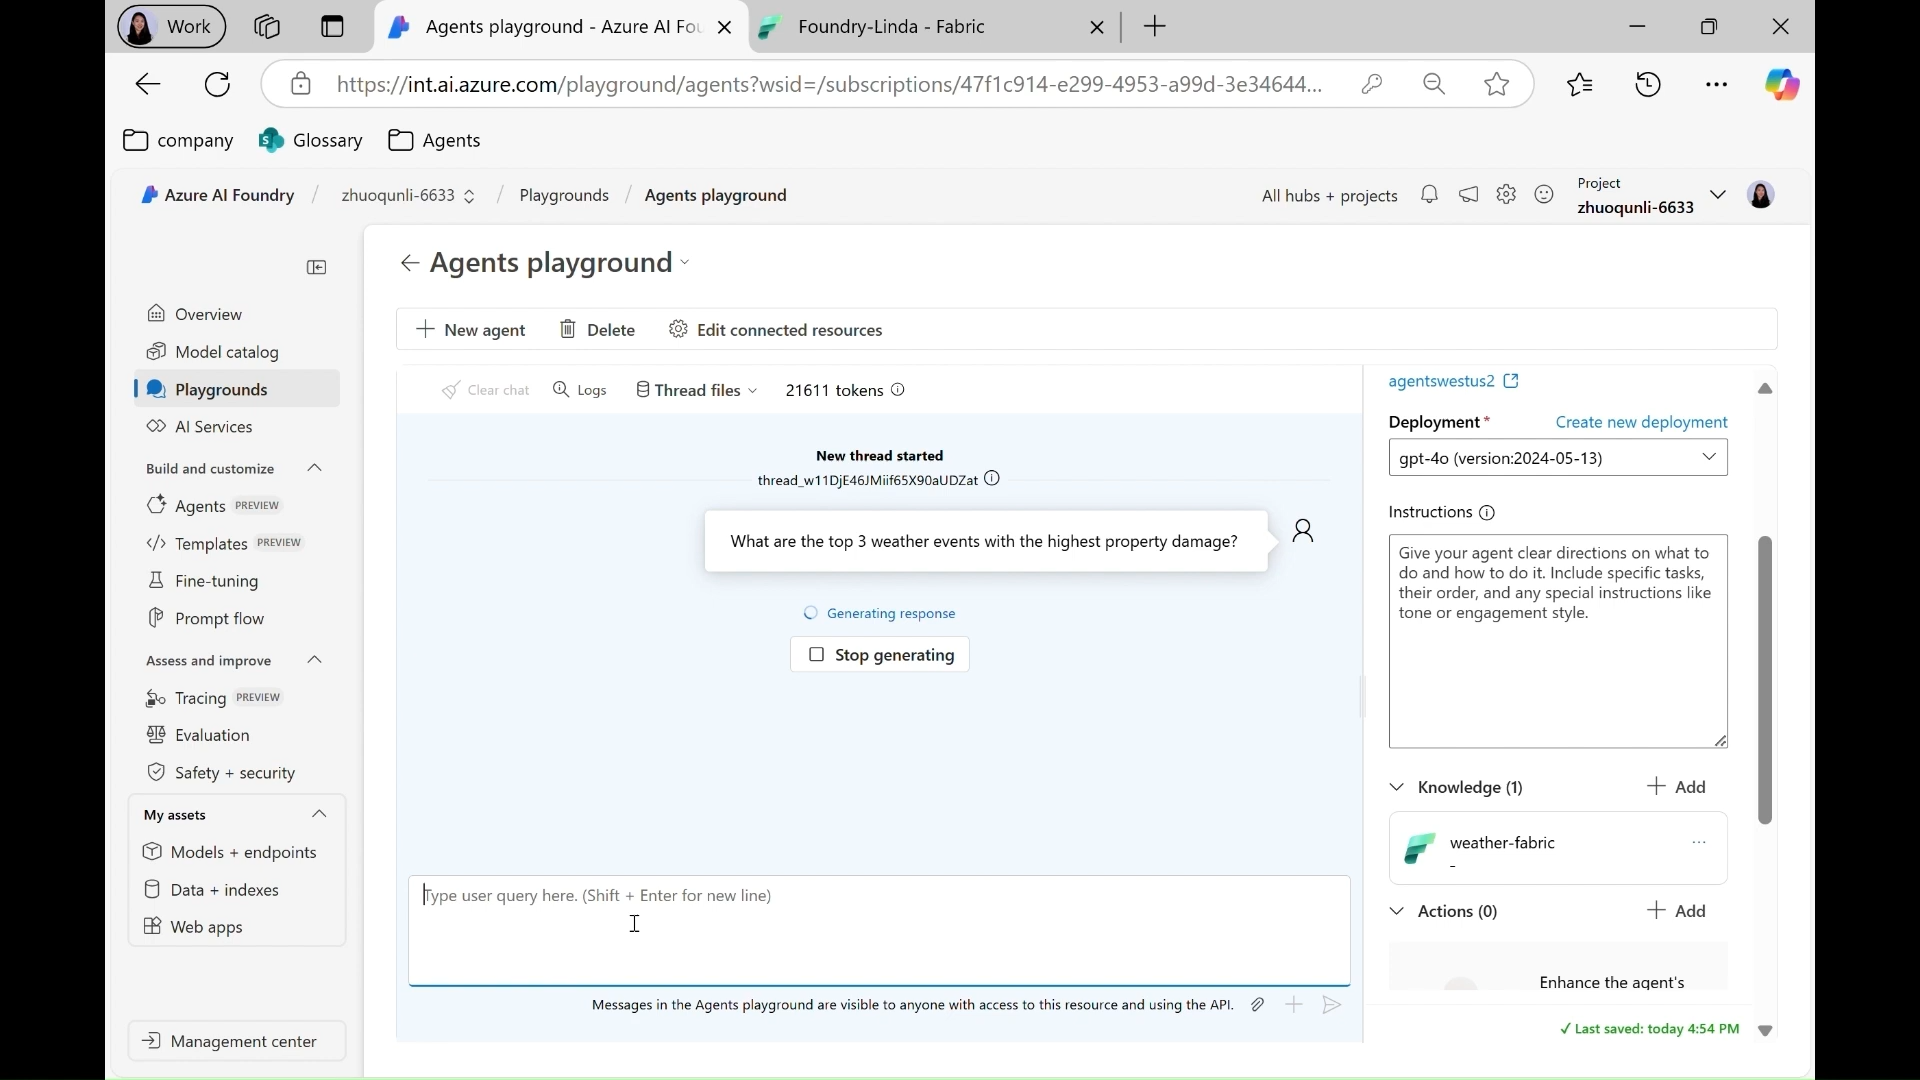 Work
Agents playground - Azure AI Fou
Foundry-Linda - Fabric
https://int.ai.azure.com/playground/agents?wsid=/subscriptions/47f1c914-e299-4953-a99d-3e34644...
company
Glossary
Agents
Azure AI Foundry
/
zhuoqunli-6633
/
Playgrounds
/
Agents playground
All hubs + projects
Project
zhuoqunli-6633
Agents playground
New agent
Delete
Edit connected resources
Overview
Model catalog
Playgrounds
AI Services
Build and customize
Agents PREVIEW
Templates PREVIEW
Fine-tuning
Prompt flow
Assess and improve
Tracing PREVIEW
Evaluation
Safety + security
My assets
Models + endpoints
Data + indexes
Web apps
Management center
Clear chat
Logs
Thread files
21611 tokens
New thread started
thread_w11DjE46JMiif65X90aUDZat
What are the top 3 weather events with the highest property damage?
Generating response
Stop generating
Type user query here. (Shift + Enter for new line)
Messages in the Agents playground are visible to anyone with access to this resource and using the API.
agentswestus2
Deployment *
Create new deployment
gpt-4o (version:2024-05-13)
Instructions
Give your agent clear directions on what to
do and how to do it. Include specific tasks,
their order, and any special instructions like
tone or engagement style.
Knowledge (1)
+ Add
weather-fabric
-
Actions (0)
+ Add
Enhance the agent's
✓ Last saved: today 4:54 PM